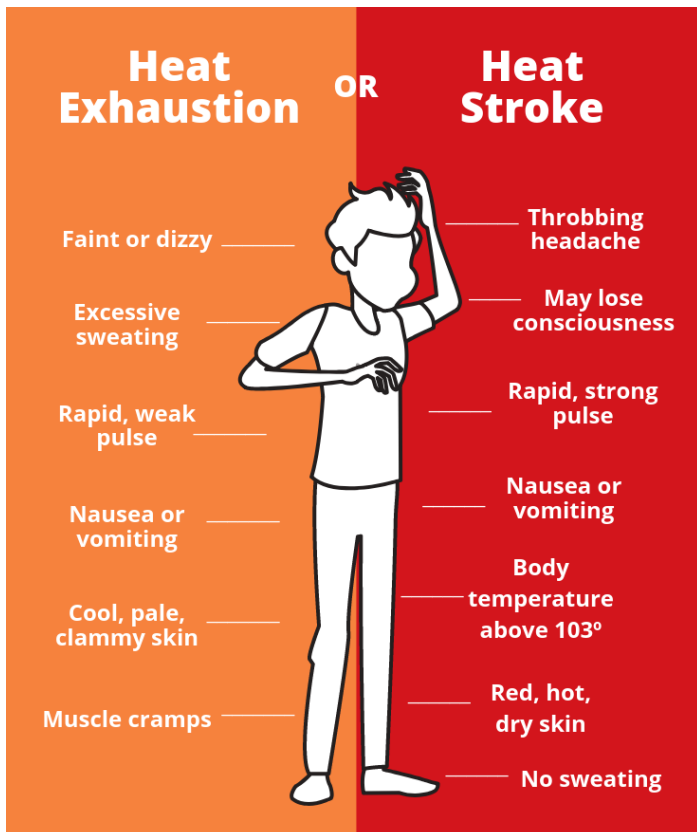 Heat
Exhaustion
OR
Heat
Stroke
Faint or dizzy
Excessive
sweating
Rapid, weak
pulse
Nausea or
vomiting
Cool, pale,
clammy skin
Muscle cramps
Throbbing
headache
May lose
consciousness
Rapid, strong
pulse
Nausea or
vomiting
Body
temperature
above 103º
Red, hot,
dry skin
No sweating